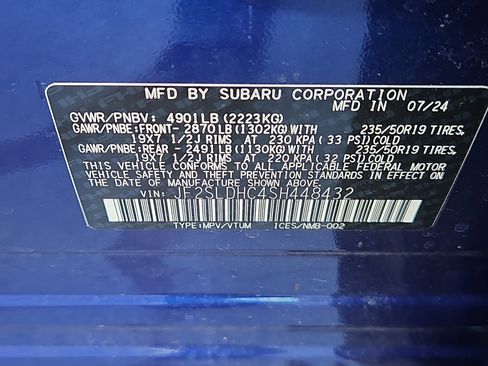 MFD BY SUBARU CORPORATION
MFD IN 07/24
GVWR/PNBV: 4901LB (2223KG)
GAWR/PNBE:FRONT- 2870LB (1302KG)WITH 235/50R19 TIRES,
19X7 1/2J RIMS AT 230 KPA (33 PSI)COLD
GAWR/PNBE:REAR - 2491LB (1130KG)WITH 235/50R19 TIRES,
19X7 1/2J RIMS AT 220 KPA (32 PSI)COLD
THIS VEHICLE CONFORMS TO ALL APPLICABLE FEDERAL MOTOR
VEHICLE SAFETY, BUMPER, AND THEFT PREVENTION STANDARDS
IN EFFECT ON THE DATE OF MANUFACTURE SHOWN ABOVE.
VIN: JF2SLDHC4SH448432
TYPE:MPV/VTUM ICES/NMB-002